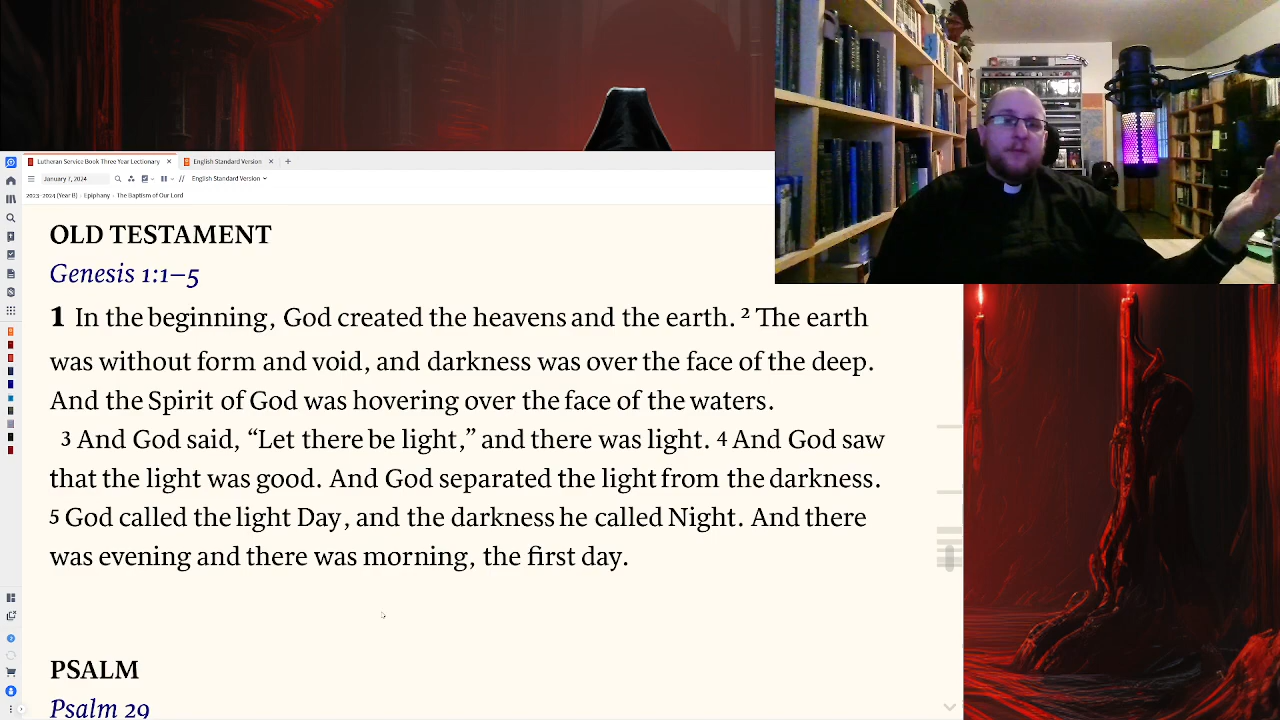 Lutheran Service Book Three Year Lectionary
English Standard Version
January 7, 2024
English Standard Version
2023-2024 (Year B) › Epiphany › The Baptism of Our Lord
OLD TESTAMENT
Genesis 1:1–5
1 In the beginning, God created the heavens and the earth. 2 The earth
was without form and void, and darkness was over the face of the deep.
And the Spirit of God was hovering over the face of the waters.
3 And God said, “Let there be light,” and there was light. 4 And God saw
that the light was good. And God separated the light from the darkness.
5 God called the light Day, and the darkness he called Night. And there
was evening and there was morning, the first day.
PSALM
Psalm 29